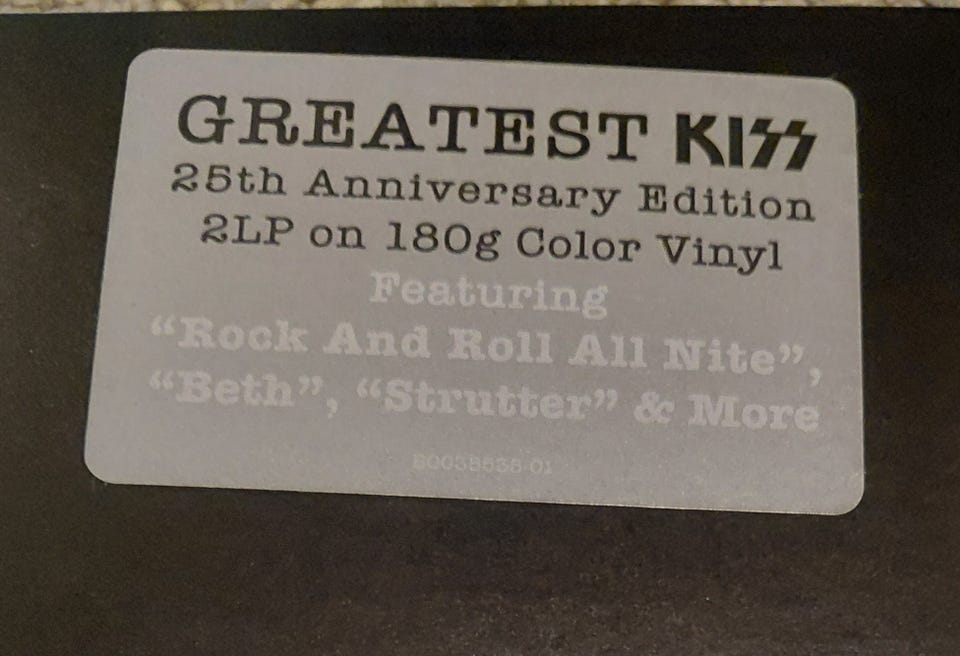 GREATEST KISS
25th Anniversary Edition
2LP on 180g Color Vinyl
Featuring
“Rock And Roll All Nite”,
“Beth”, “Strutter” & More